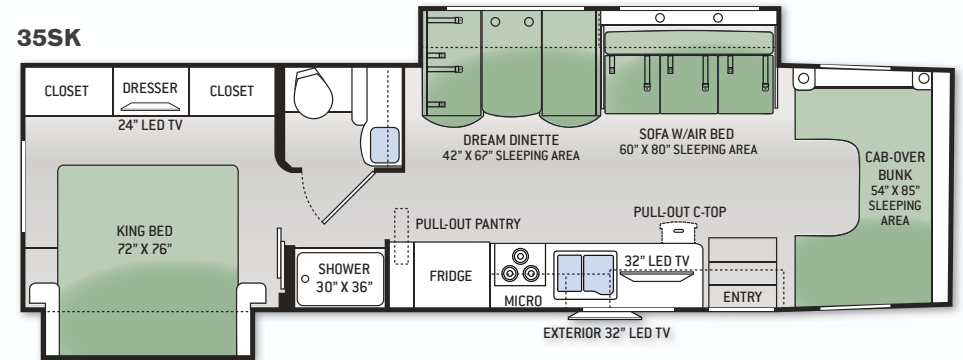 35SK
CLOSET
DRESSER
CLOSET
24" LED TV
KING BED
72" X 76"
SHOWER
30" X 36"
PULL-OUT PANTRY
FRIDGE
MICRO
DREAM DINETTE
42" X 67" SLEEPING AREA
SOFA W/AIR BED
60" X 80" SLEEPING AREA
PULL-OUT C-TOP
32" LED TV
EXTERIOR 32" LED TV
ENTRY
CAB-OVER
BUNK
54" X 85"
SLEEPING
AREA